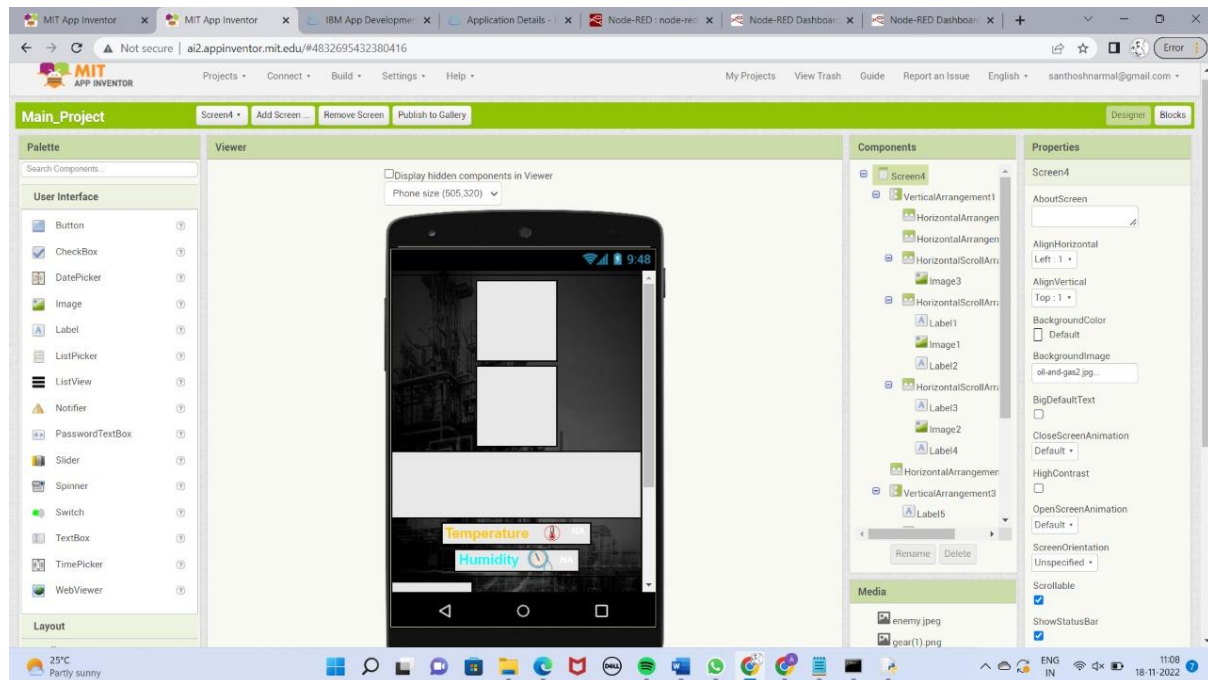 MIT App Inventor
MIT App Inventor
IBM App Developmen
Application Details - I
Node-RED : node-red
Node-RED Dashboar
Node-RED Dashboar
Not secure | ai2.appinventor.mit.edu/#4832695432380416
Error
MIT
APP INVENTOR
Projects Connect Build Settings Help
My Projects View Trash Guide Report an Issue English santhoshnarmal@gmail.com
Main_Project
Screen4 Add Screen ... Remove Screen Publish to Gallery
Designer Blocks
Palette
Search Components...
User Interface
Button
CheckBox
DatePicker
Image
Label
ListPicker
ListView
Notifier
PasswordTextBox
Slider
Spinner
Switch
TextBox
TimePicker
WebViewer
Layout
Viewer
Display hidden components in Viewer
Phone size (505,320)
9:48
Temperature NA
Humidity NA
Components
Screen4
VerticalArrangement1
HorizontalArrangen
HorizontalArrangen
HorizontalScrollArra
Image3
HorizontalScrollArra
Label1
Image1
Label2
HorizontalScrollArra
Label3
Image2
Label4
HorizontalArrangemer
VerticalArrangement3
Label5
Rename Delete
Media
enemy.jpeg
gear(1).png
Properties
Screen4
AboutScreen
AlignHorizontal
Left : 1
AlignVertical
Top : 1
BackgroundColor
Default
BackgroundImage
oil-and-gas2.jpg...
BigDefaultText
CloseScreenAnimation
Default
HighContrast
OpenScreenAnimation
Default
ScreenOrientation
Unspecified
Scrollable
ShowStatusBar
25°C
Partly sunny
DELL
ENG
IN
11:08
18-11-2022
7